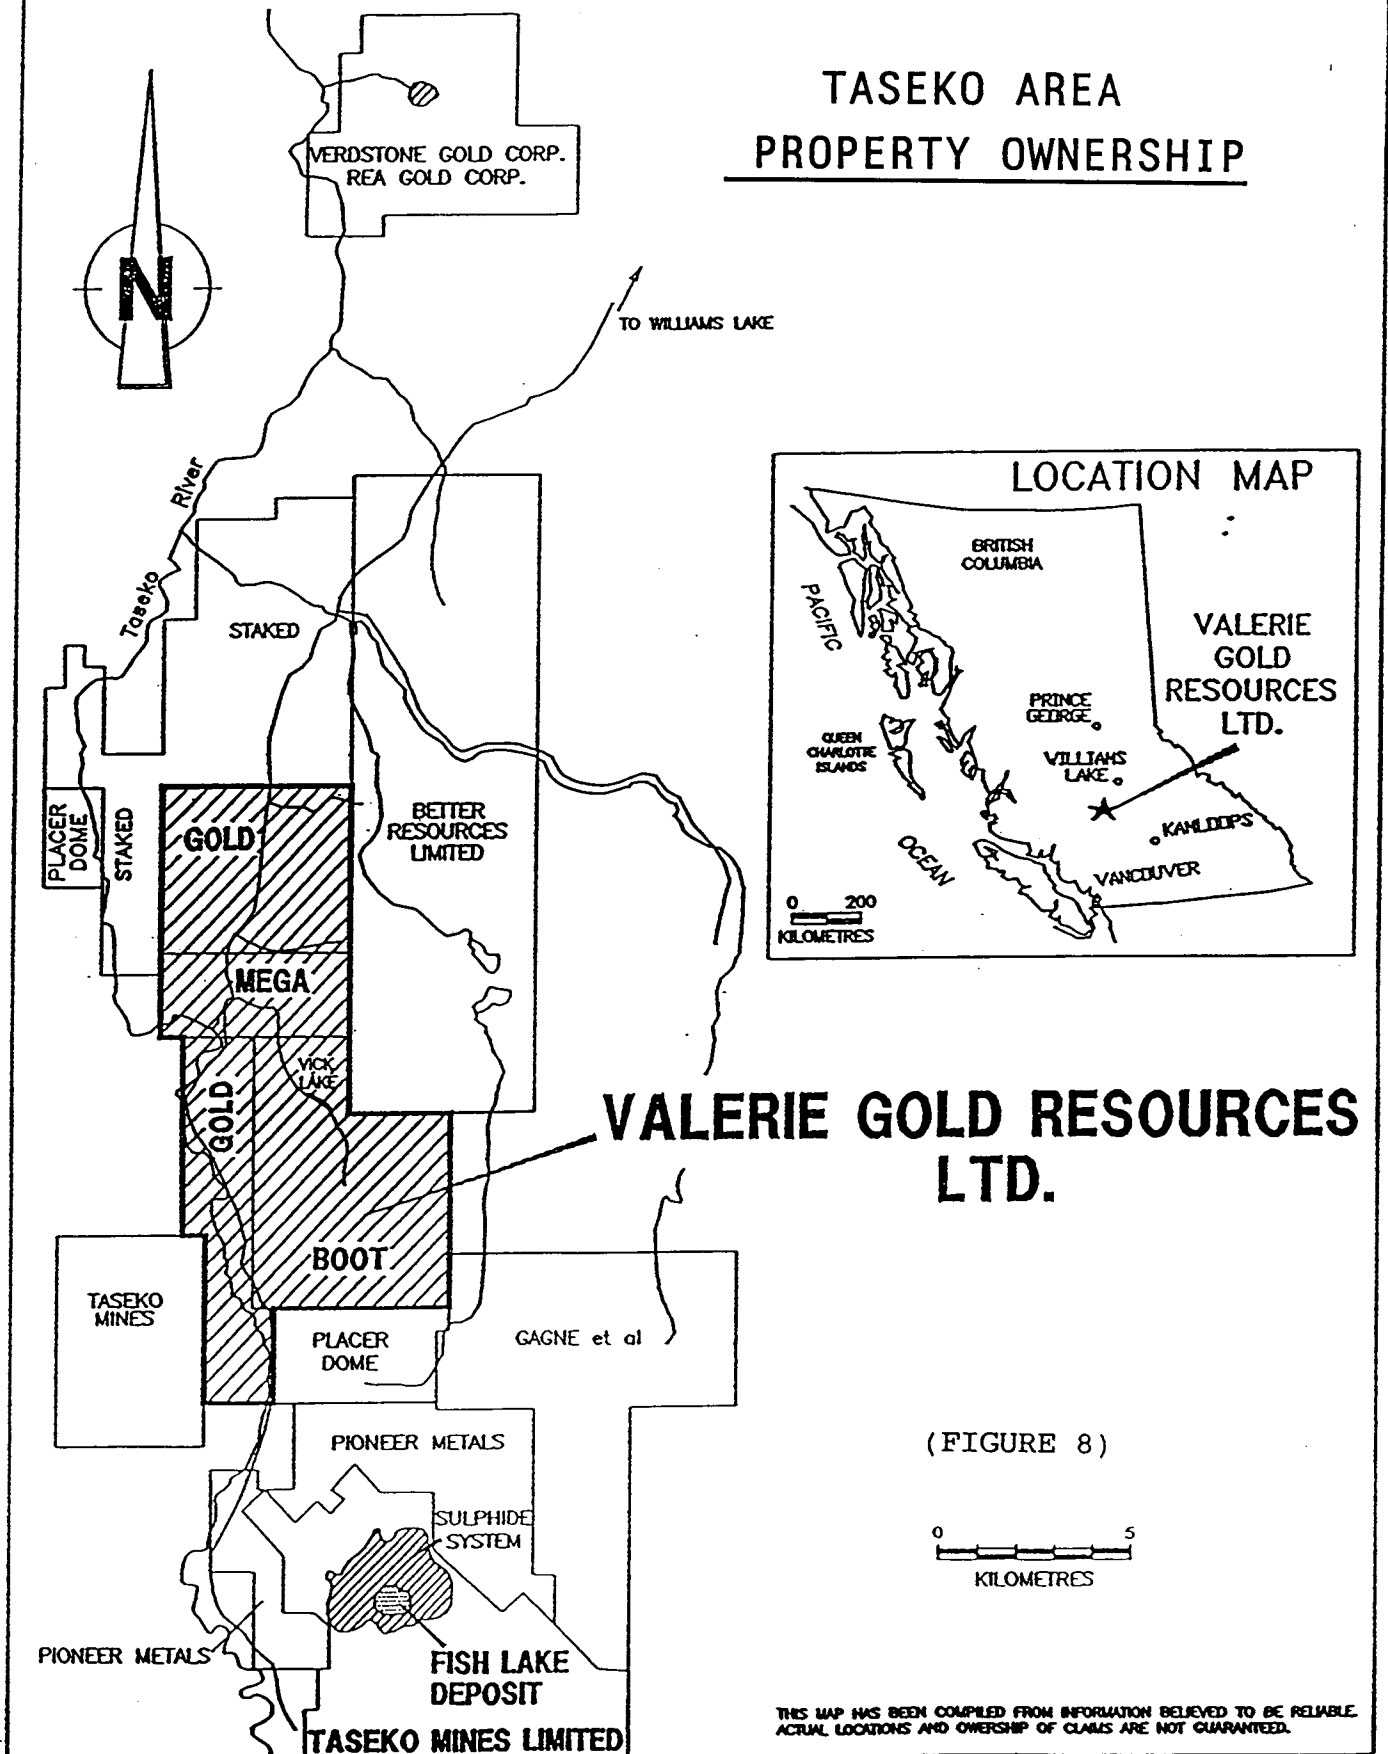 TASEKO AREA
PROPERTY OWNERSHIP
VERDSTONE GOLD CORP.
REA GOLD CORP.
N
TO WILLIAMS LAKE
Taseko River
STAKED
PLACER
DOME
STAKED
GOLD
MEGA
BETTER
RESOURCES
LIMITED
VICK
LAKE
GOLD
BOOT
LOCATION MAP
BRITISH
COLUMBIA
PACIFIC
OCEAN
VALERIE
GOLD
RESOURCES
LTD.
PRINCE
GEORGE
QUEEN
CHARLOTTE
ISLANDS
WILLIAMS
LAKE
KAMLOOPS
VANCOUVER
0 200
KILOMETRES
VALERIE GOLD RESOURCES
LTD.
TASEKO
MINES
PLACER
DOME
GAGNE et al
PIONEER METALS
SULPHIDE
SYSTEM
(FIGURE 8)
0 5
KILOMETRES
PIONEER METALS
FISH LAKE
DEPOSIT
TASEKO MINES LIMITED
THIS MAP HAS BEEN COMPILED FROM INFORMATION BELIEVED TO BE RELIABLE.
ACTUAL LOCATIONS AND OWERSHIP OF CLAIMS ARE NOT GUARANTEED.